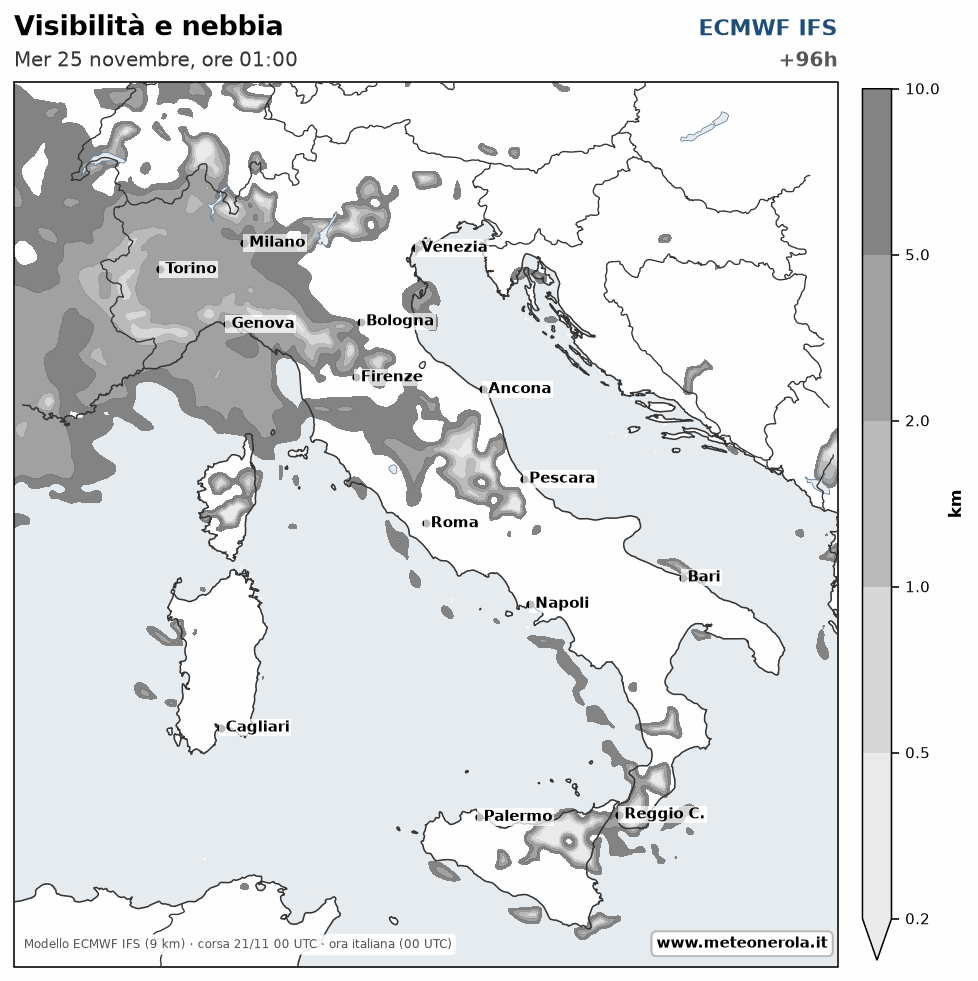 Visibilità e nebbia
ECMWF IFS
Mer 25 novembre, ore 01:00
+96h
10.0
5.0
2.0
1.0
0.5
0.2
km
Milano
Venezia
Torino
Genova
Bologna
Firenze
Ancona
Pescara
Roma
Bari
Napoli
Cagliari
Palermo
Reggio C.
Modello ECMWF IFS (9 km) · corsa 21/11 00 UTC · ora italiana (00 UTC)
www.meteonerola.it